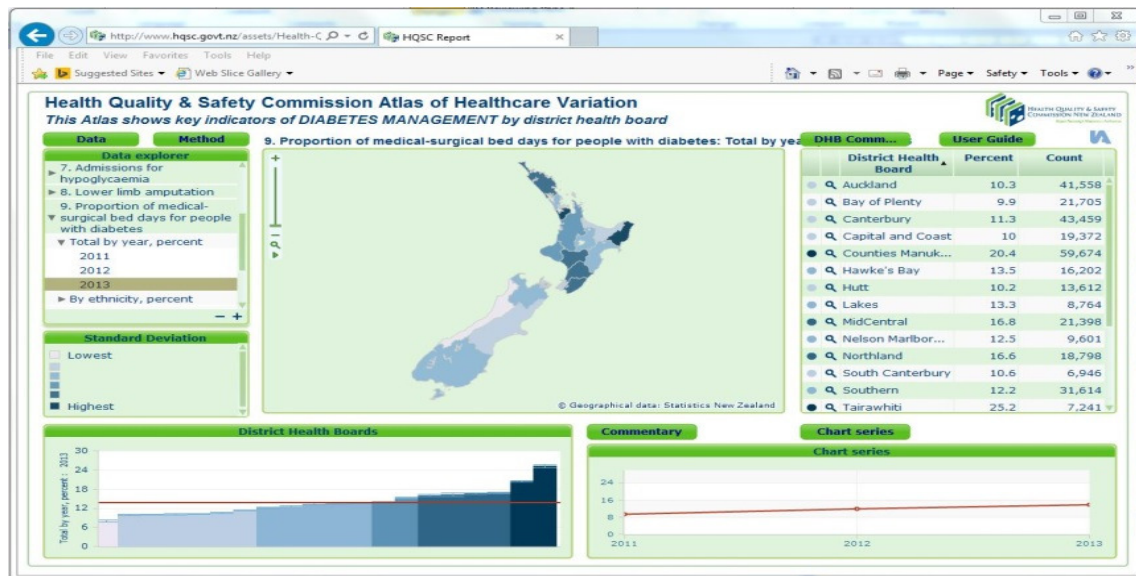 http://www.hqsc.govt.nz/assets/Health-Q
HQSC Report
File Edit View Favorites Tools Help
Suggested Sites
Web Slice Gallery
Page Safety Tools
Health Quality & Safety Commission Atlas of Healthcare Variation
This Atlas shows key indicators of DIABETES MANAGEMENT by district health board
HEALTH QUALITY & SAFETY
COMMISSION NEW ZEALAND
Data Method
9. Proportion of medical-surgical bed days for people with diabetes: Total by yea
DHB Comm... User Guide
Data explorer
7. Admissions for
hypoglycaemia
8. Lower limb amputation
9. Proportion of medical-
surgical bed days for people
with diabetes
Total by year, percent
2011
2012
2013
By ethnicity, percent
Standard Deviation
Lowest
Highest
© Geographical data: Statistics New Zealand
District Health
Board Percent Count
Auckland 10.3 41,558
Bay of Plenty 9.9 21,705
Canterbury 11.3 43,459
Capital and Coast 10 19,372
Counties Manuk... 20.4 59,674
Hawke's Bay 13.5 16,202
Hutt 10.2 13,612
Lakes 13.3 8,764
MidCentral 16.8 21,398
Nelson Marlbor... 12.5 9,601
Northland 16.6 18,798
South Canterbury 10.6 6,946
Southern 12.2 31,614
Tairawhiti 25.2 7,241
District Health Boards
Total by year, percent : 2013
30
24
18
12
6
0
Commentary Chart series
Chart series
24
16
8
0
2011 2012 2013